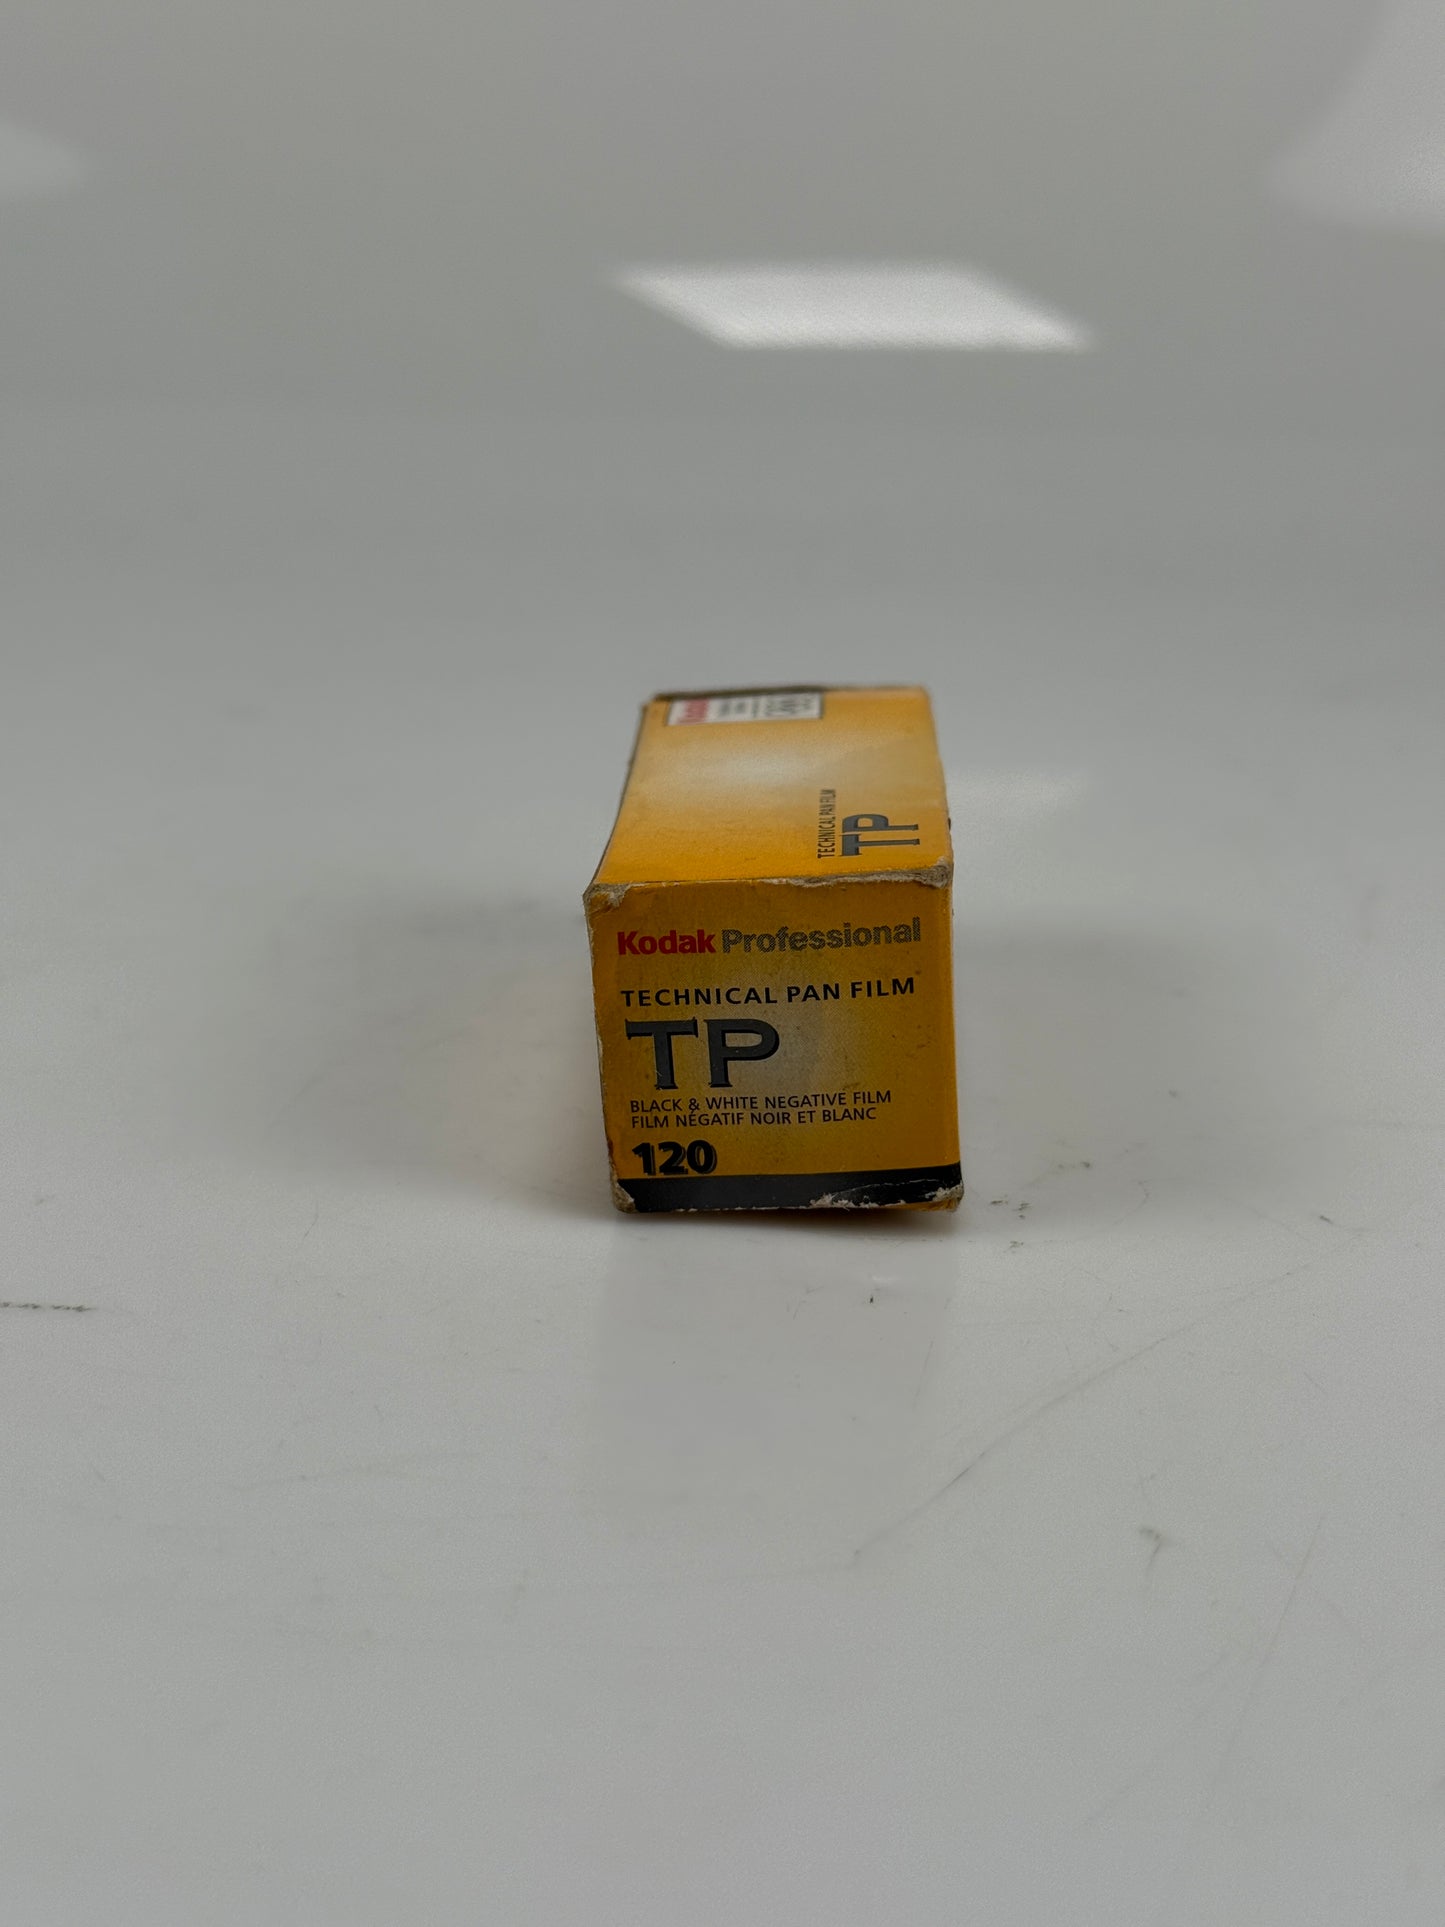 Kodak
TECHNICAL PAN FILM
TP
Kodak Professional
TECHNICAL PAN FILM
TP
BLACK & WHITE NEGATIVE FILM
FILM NÉGATIF NOIR ET BLANC
120